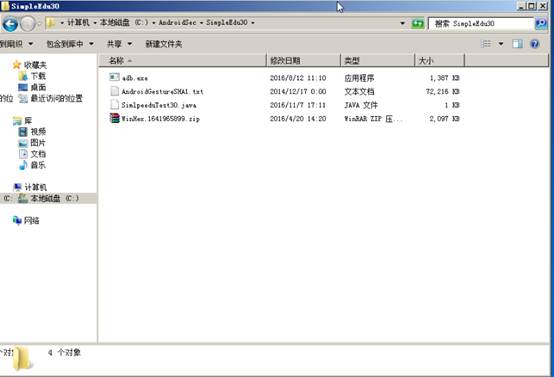 SimpleEdu30
计算机 ▸ 本地磁盘 (C:) ▸ AndroidSec ▸ SimpleEdu30 ▸
搜索 SimpleEdu30
到库中 包含到库中 共享 新建文件夹
名称 修改日期 类型 大小
收藏夹
下载
桌面
的位 最近访问的位置
库
视频
图片
文档
音乐
计算机
(C: 本地磁盘 (C:)
网络
adb.exe 2016/8/12 11:10 应用程序 1,387 KB
AndroidGestureSHA1.txt 2014/12/17 0:00 文本文档 72,216 KB
SimlpeeduTest30.java 2016/11/7 17:11 JAVA 文件 1 KB
WinHex.1641965899.zip 2016/4/20 14:20 WinRAR ZIP 压... 2,097 KB
4 个对象